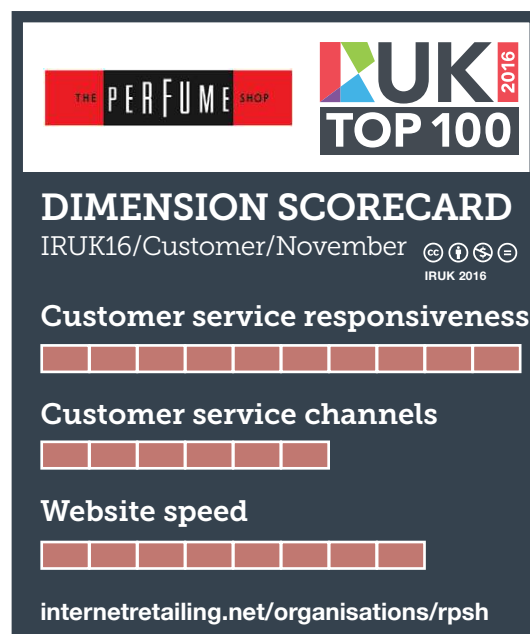 THE PERFUME SHOP
IRUK 2016
TOP 100
DIMENSION SCORECARD
IRUK16/Customer/November
cc
IRUK 2016
Customer service responsiveness
Customer service channels
Website speed
internetretailing.net/organisations/rpsh